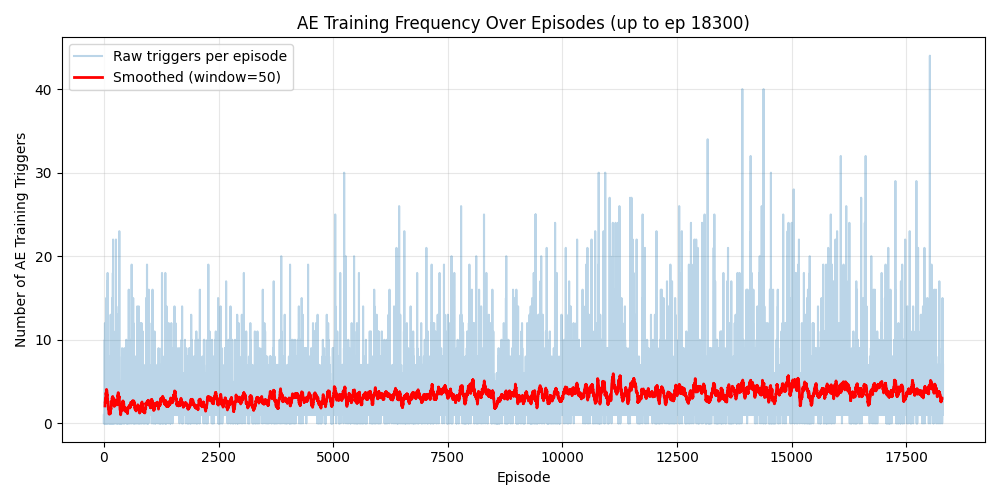 AE Training Frequency Over Episodes (up to ep 18300)
Raw triggers per episode
Smoothed (window=50)
Number of AE Training Triggers
40
30
20
10
0
0 2500 5000 7500 10000 12500 15000 17500
Episode